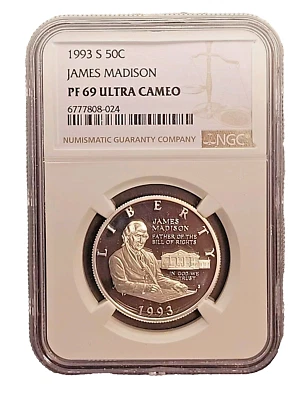 1993 S 50C
JAMES MADISON
PF 69 ULTRA CAMEO
6777808-024
NUMISMATIC GUARANTY COMPANY
NGC
LIBERTY
JAMES
MADISON
FATHER OF THE
BILL OF RIGHTS
IN GOD WE
TRUST
1993